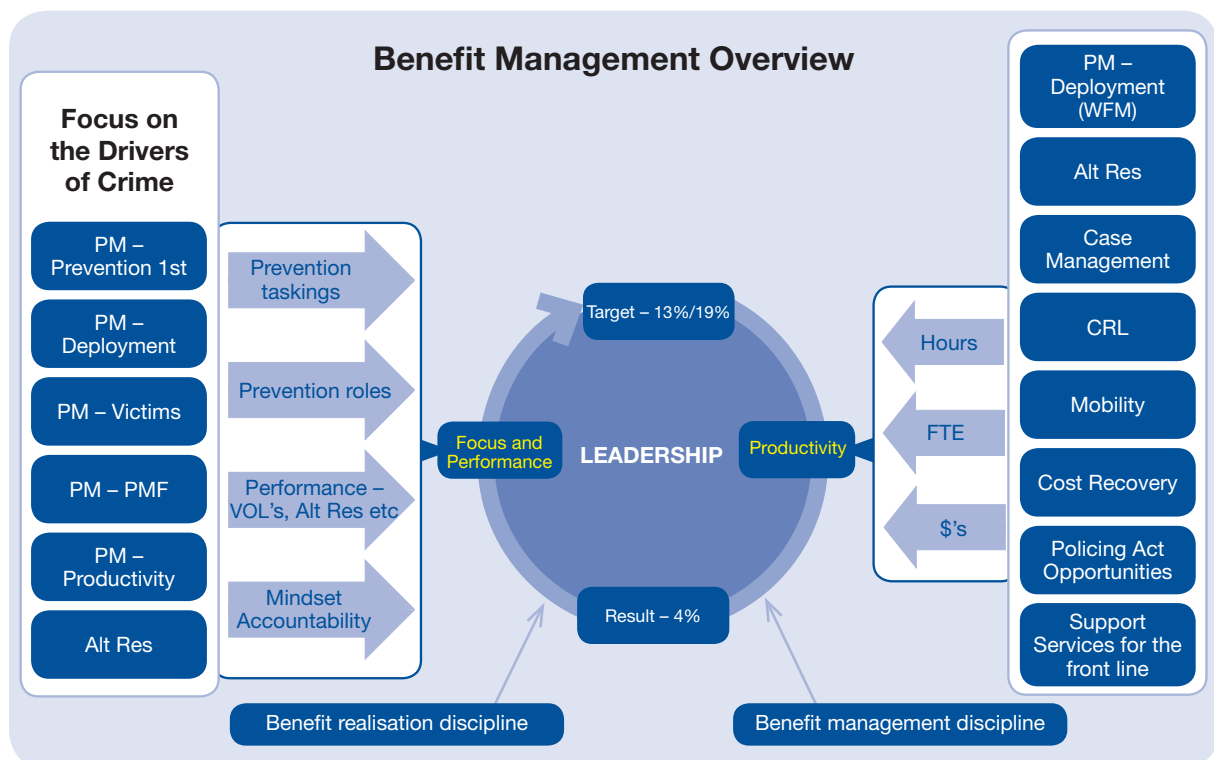 Benefit Management Overview
Focus on
the Drivers
of Crime
PM –
Prevention 1st
PM –
Deployment
PM – Victims
PM – PMF
PM –
Productivity
Alt Res
Prevention
taskings
Prevention roles
Performance –
VOL's, Alt Res etc
Mindset
Accountability
Focus and
Performance
Target – 13%/19%
LEADERSHIP
Result – 4%
Productivity
Hours
FTE
$'s
PM –
Deployment
(WFM)
Alt Res
Case
Management
CRL
Mobility
Cost Recovery
Policing Act
Opportunities
Support
Services for the
front line
Benefit realisation discipline
Benefit management discipline